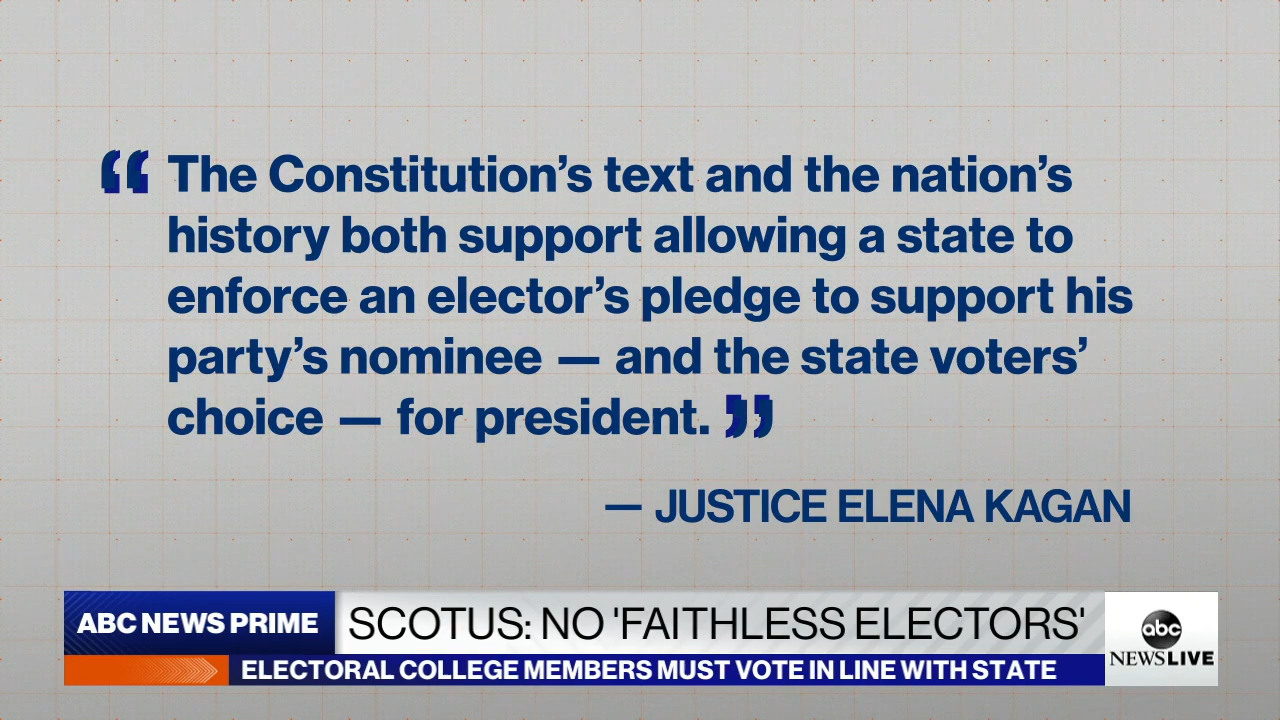 “ The Constitution’s text and the nation’s
history both support allowing a state to
enforce an elector’s pledge to support his
party’s nominee — and the state voters’
choice — for president. ”
— JUSTICE ELENA KAGAN
ABC NEWS PRIME
SCOTUS: NO 'FAITHLESS ELECTORS'
ELECTORAL COLLEGE MEMBERS MUST VOTE IN LINE WITH STATE
abc
NEWS LIVE